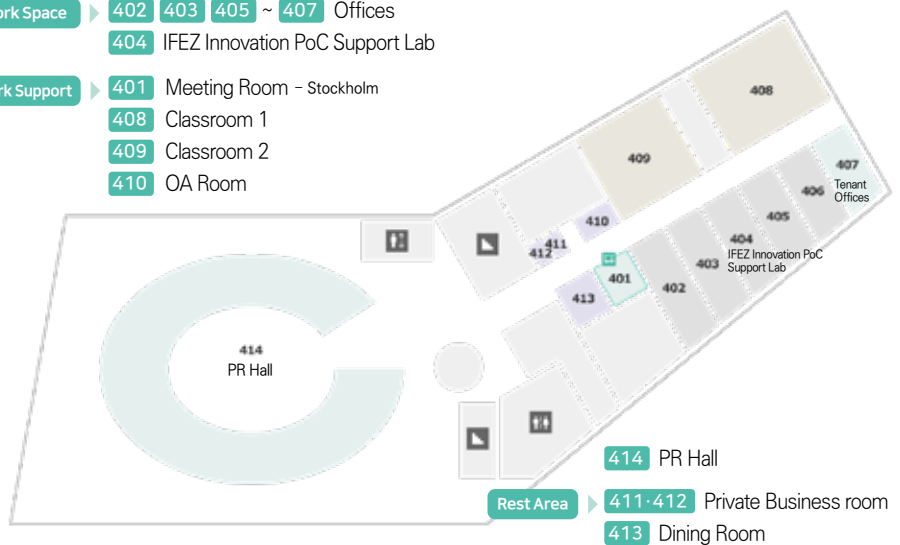 ork Space 402 403 405 ~ 407 Offices
404 IFEZ Innovation PoC Support Lab
rk Support 401 Meeting Room - Stockholm
408 Classroom 1
409 Classroom 2
410 OA Room
408
409
407
Tenant
Offices
406
405
404
IFEZ Innovation PoC
Support Lab
403
402
410
411
412
401
413
414
PR Hall
414 PR Hall
Rest Area 411·412 Private Business room
413 Dining Room